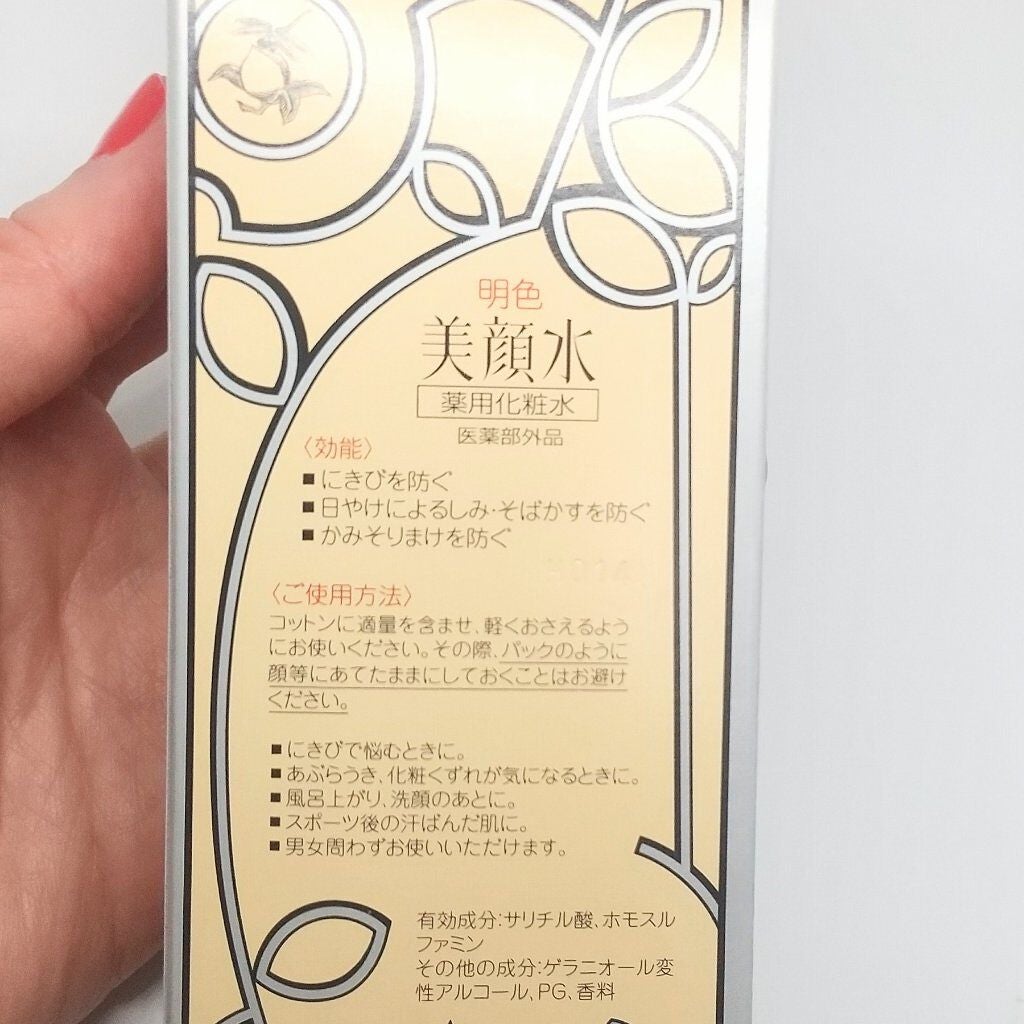 明色
美顔水
薬用化粧水
医薬部外品
〈効能〉
■にきびを防ぐ
■日やけによるしみ・そばかすを防ぐ
■かみそりまけを防ぐ
〈ご使用方法〉
コットンに適量を含ませ、軽くおさえるよう
にお使いください。その際、パックのように
顔等にあてたままにしておくことはお避け
ください。
■にきびで悩むときに。
■あぶらうき、化粧くずれが気になるときに。
■風呂上がり、洗顔のあとに。
■スポーツ後の汗ばんだ肌に。
■男女問わずお使いいただけます。
有効成分:サリチル酸、ホモスル
ファミン
その他の成分:ゲラニオール変
性アルコール、PG、香料